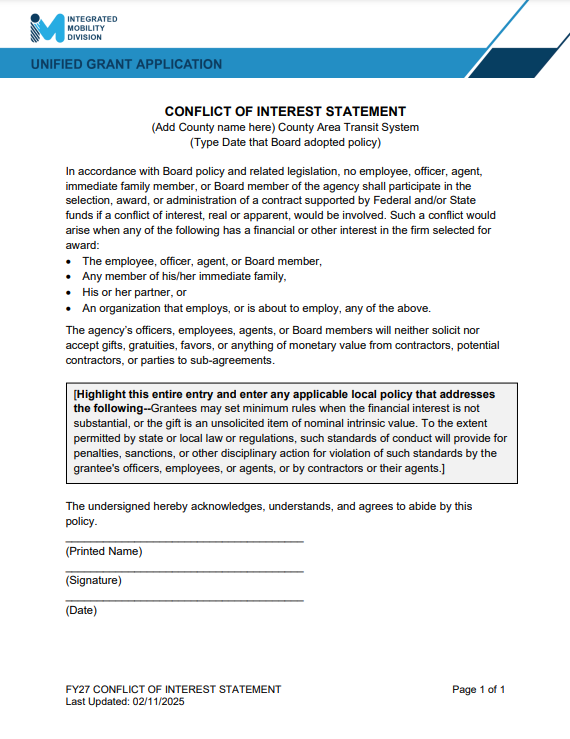 INTEGRATED
MOBILITY
DIVISION
UNIFIED GRANT APPLICATION
CONFLICT OF INTEREST STATEMENT
(Add County name here) County Area Transit System
(Type Date that Board adopted policy)
In accordance with Board policy and related legislation, no employee, officer, agent,
immediate family member, or Board member of the agency shall participate in the
selection, award, or administration of a contract supported by Federal and/or State
funds if a conflict of interest, real or apparent, would be involved. Such a conflict would
arise when any of the following has a financial or other interest in the firm selected for
award:
• The employee, officer, agent, or Board member,
• Any member of his/her immediate family,
• His or her partner, or
• An organization that employs, or is about to employ, any of the above.
The agency's officers, employees, agents, or Board members will neither solicit nor
accept gifts, gratuities, favors, or anything of monetary value from contractors, potential
contractors, or parties to sub-agreements.
[Highlight this entire entry and enter any applicable local policy that addresses
the following--Grantees may set minimum rules when the financial interest is not
substantial, or the gift is an unsolicited item of nominal intrinsic value. To the extent
permitted by state or local law or regulations, such standards of conduct will provide for
penalties, sanctions, or other disciplinary action for violation of such standards by the
grantee's officers, employees, or agents, or by contractors or their agents.]
The undersigned hereby acknowledges, understands, and agrees to abide by this
policy.
(Printed Name)
(Signature)
(Date)
FY27 CONFLICT OF INTEREST STATEMENT Page 1 of 1
Last Updated: 02/11/2025